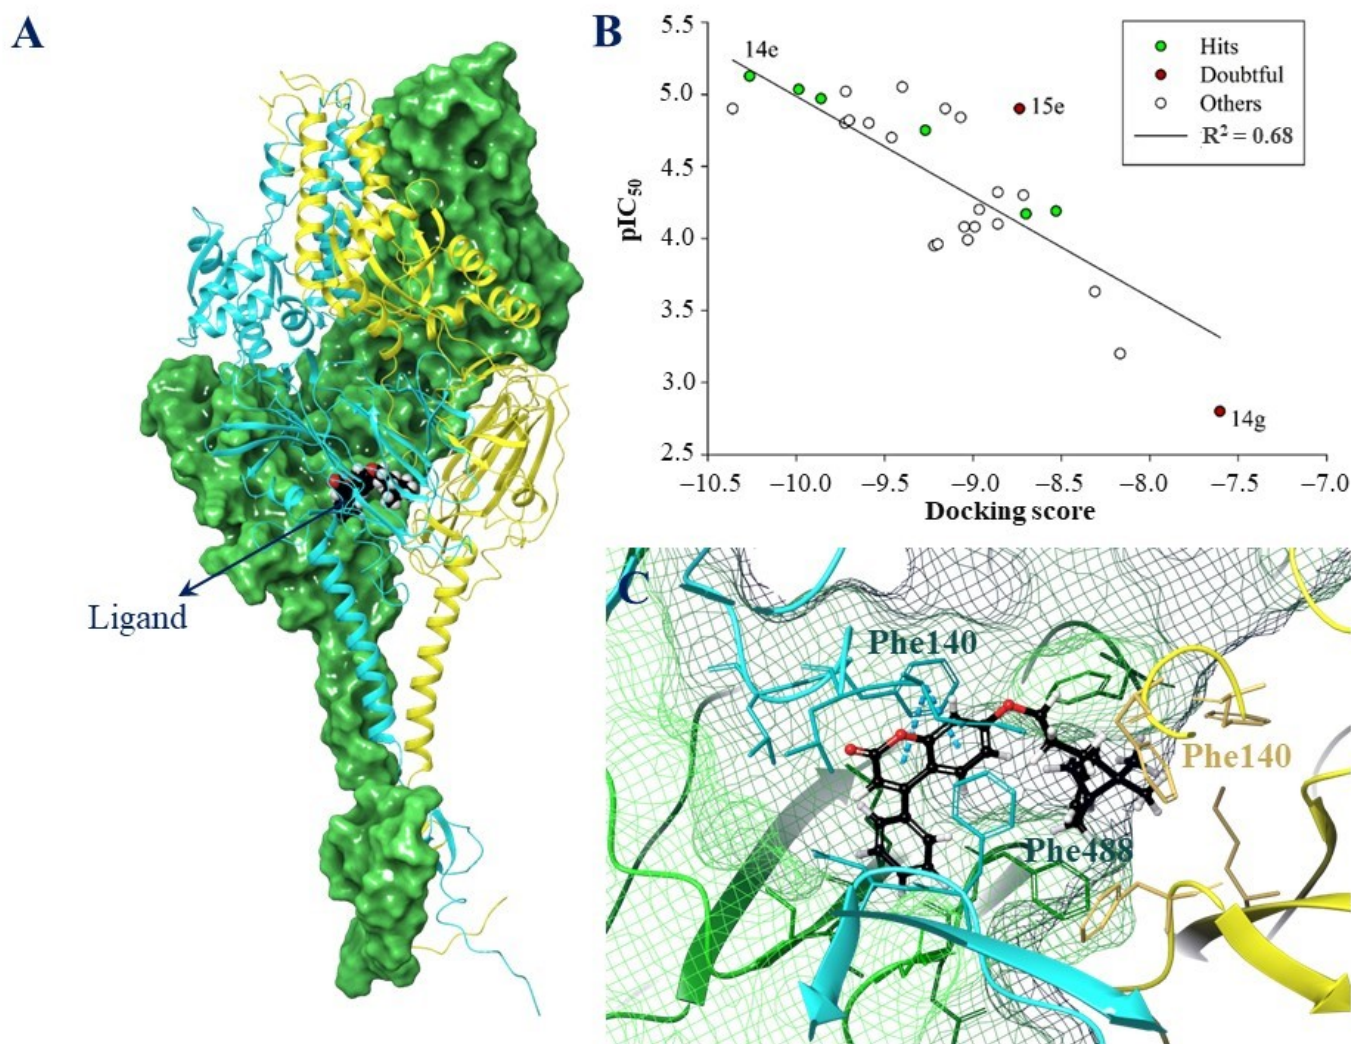 A
Ligand
B
pIC50
5.5
5.0
4.5
4.0
3.5
3.0
2.5
14e
15e
14g
Hits
Doubtful
Others
R² = 0.68
−10.5 −10.0 −9.5 −9.0 −8.5 −8.0 −7.5 −7.0
Docking score
C
Phe140
Phe140
Phe488